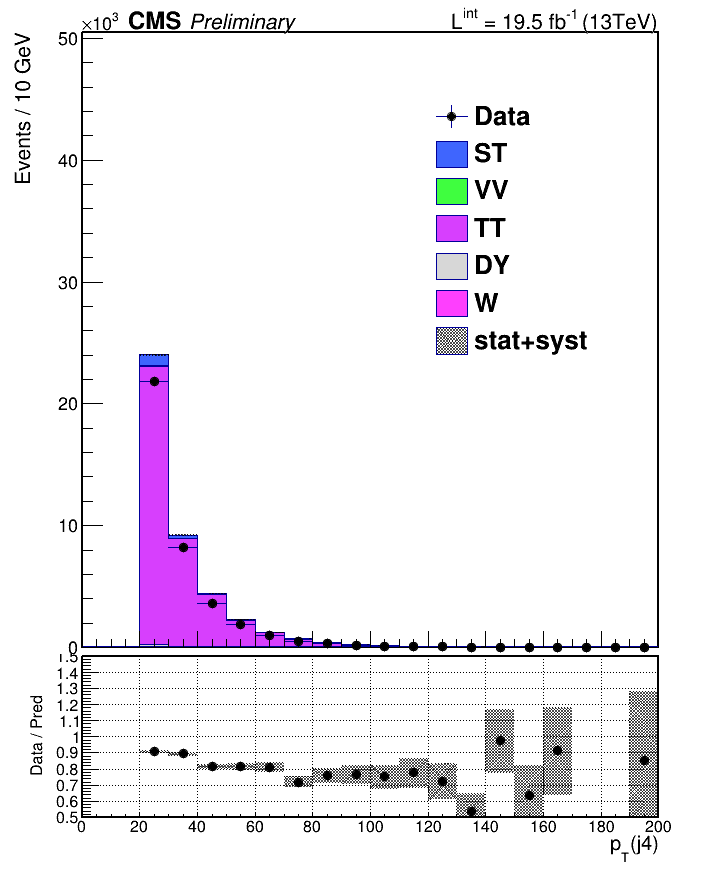 ×10³ CMS Preliminary L^int = 19.5 fb⁻¹ (13TeV)
Events / 10 GeV
50
40
30
20
10
0
Data
ST
VV
TT
DY
W
stat+syst
Data / Pred
1.5
1.4
1.3
1.2
1.1
1
0.9
0.8
0.7
0.6
0.5
0 20 40 60 80 100 120 140 160 180 200
p_T(j4)